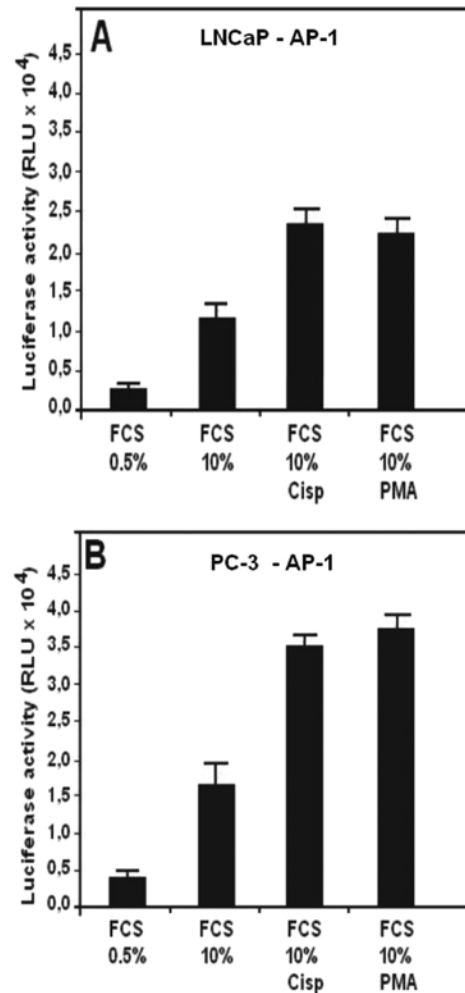 A
LNCaP - AP-1
Luciferase activity (RLU x 10⁴)
4,5
4,0
3,5
3,0
2,5
2,0
1,5
1,0
0,5
0,0
FCS FCS FCS FCS
0.5% 10% 10% 10%
Cisp PMA
B
PC-3 - AP-1
Luciferase activity (RLU x 10⁴)
4,5
4,0
3,5
3,0
2,5
2,0
1,5
1,0
0,5
0,0
FCS FCS FCS FCS
0.5% 10% 10% 10%
Cisp PMA